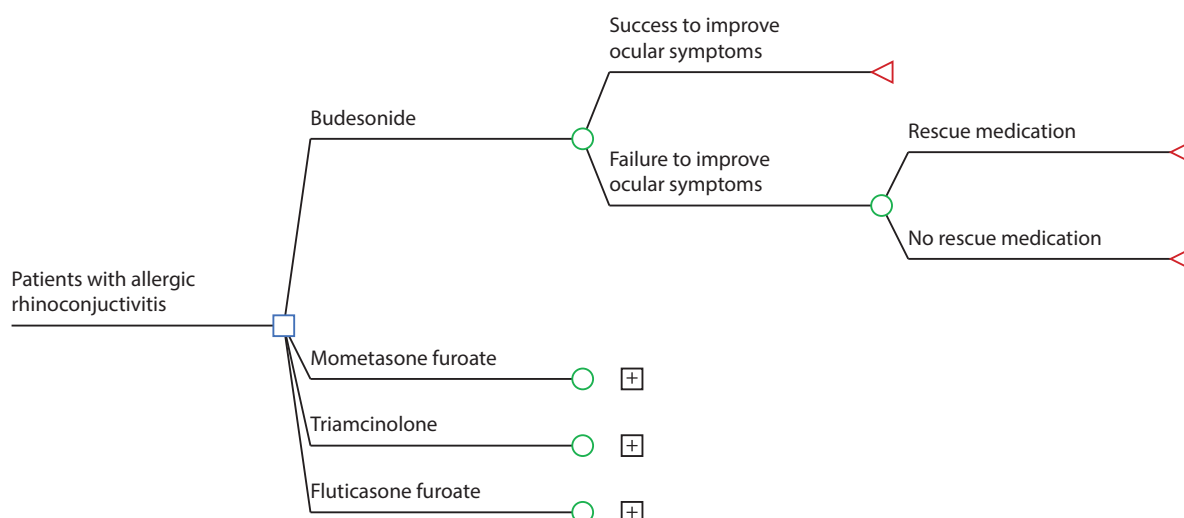 Success to improve
ocular symptoms
Budesonide
Rescue medication
Failure to improve
ocular symptoms
No rescue medication
Patients with allergic
rhinoconjuctivitis
Mometasone furoate
Triamcinolone
Fluticasone furoate